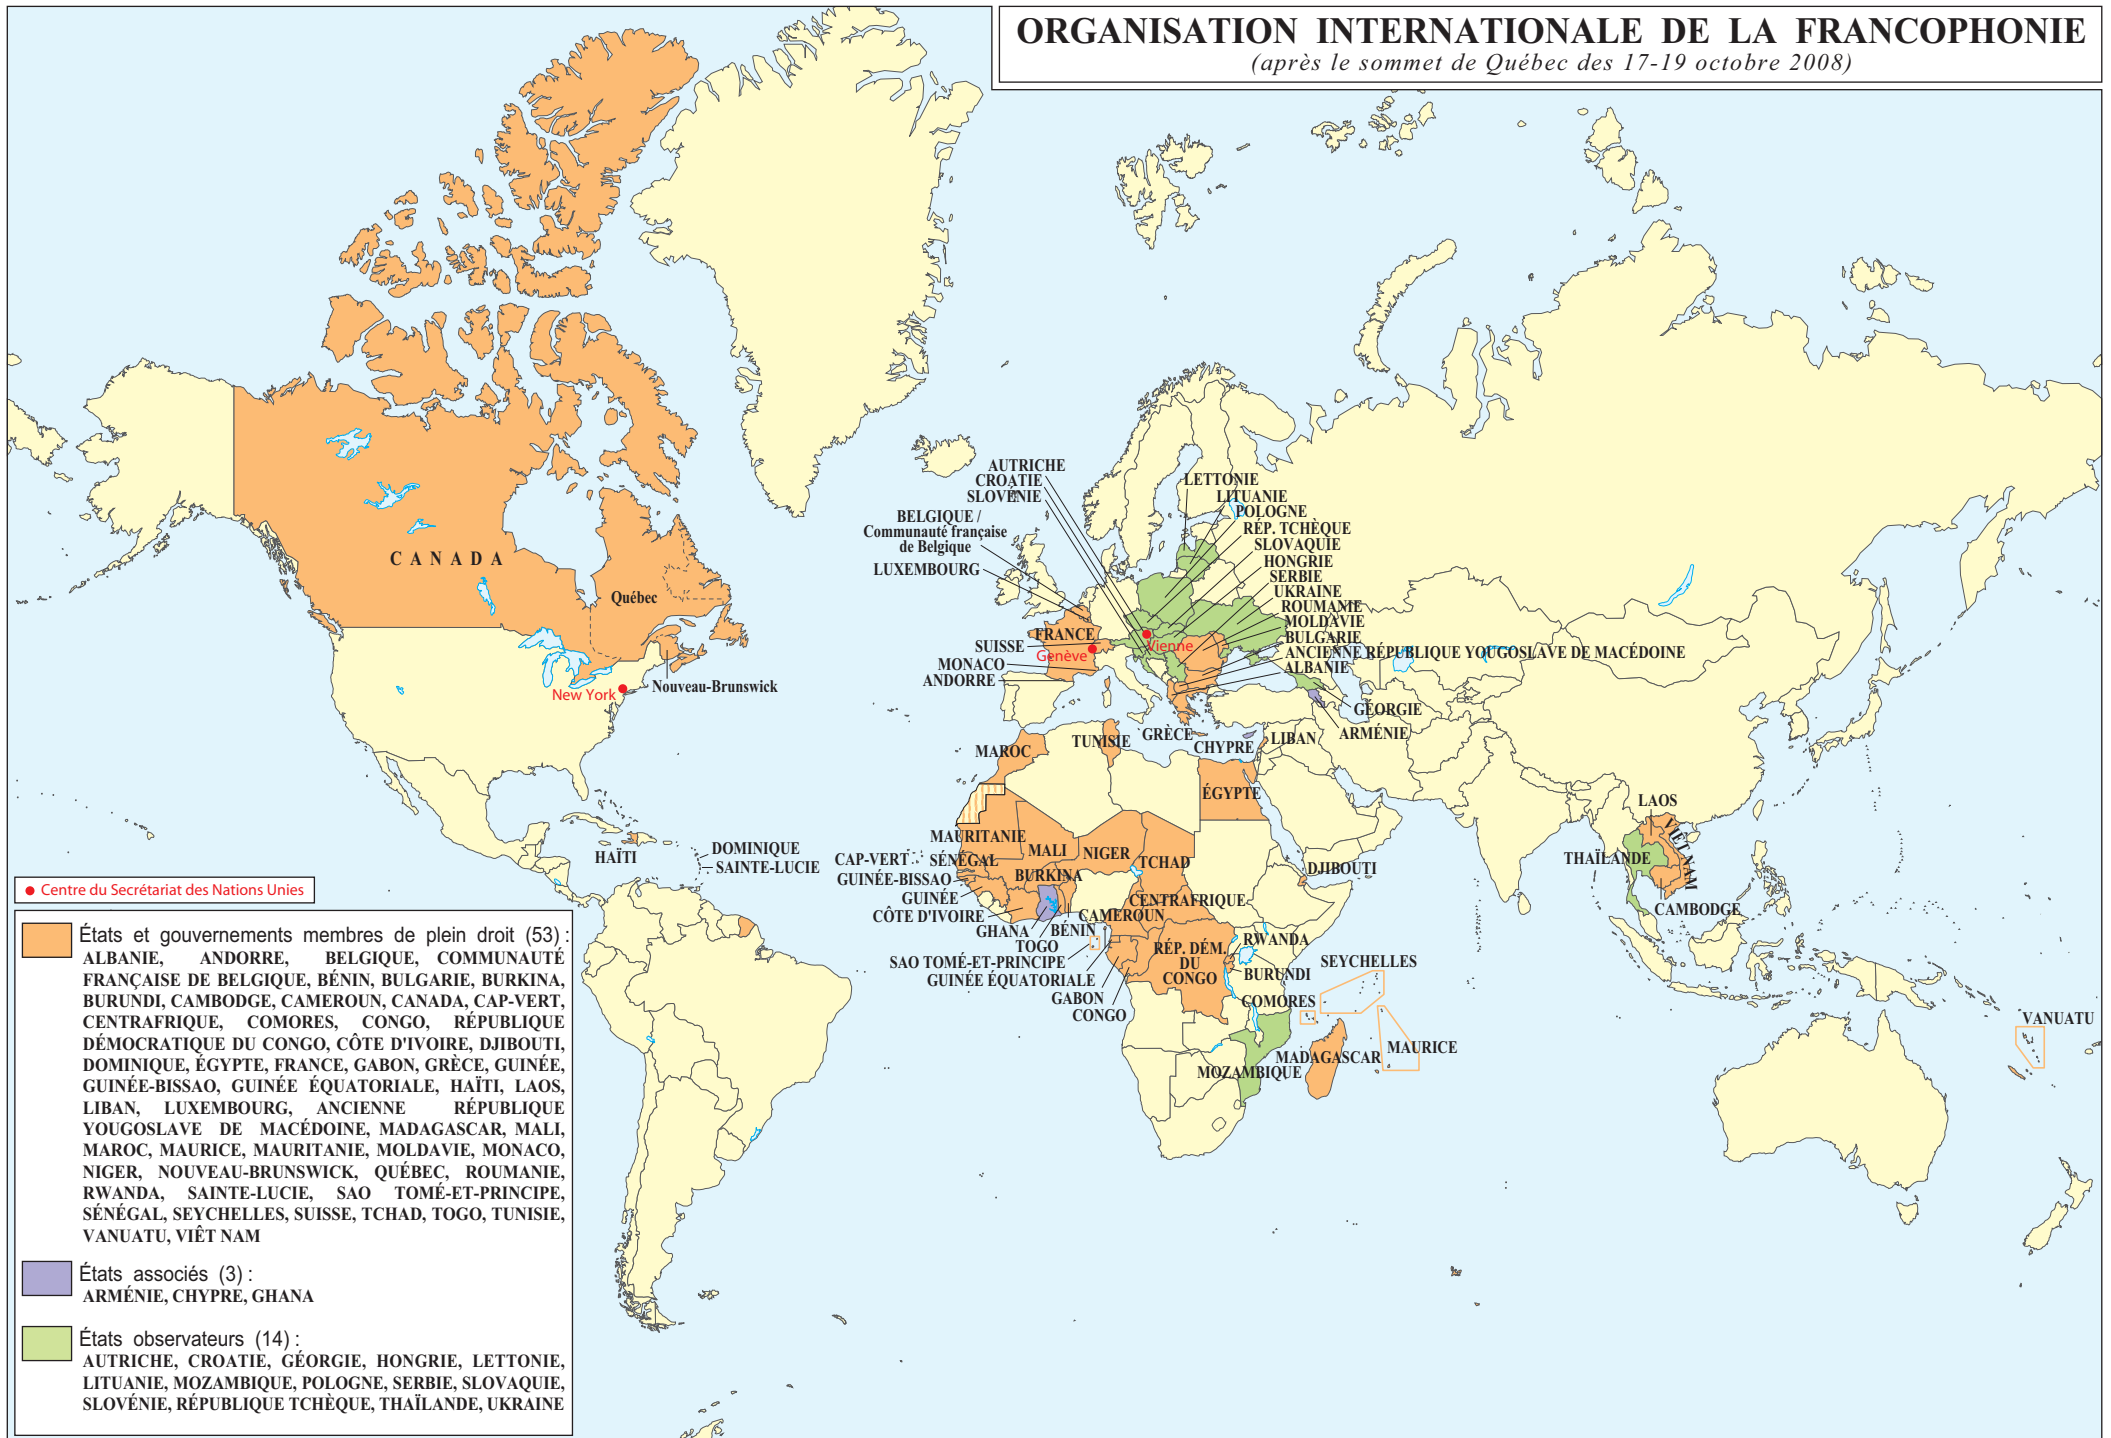 ORGANISATION INTERNATIONALE DE LA FRANCOPHONIE
(après le sommet de Québec des 17-19 octobre 2008)
AUTRICHE
CROATIE
SLOVÉNIE
BELGIQUE /
Communauté française
de Belgique
LUXEMBOURG
LETTONIE
LITUANIE
POLOGNE
RÉP. TCHÈQUE
SLOVAQUIE
HONGRIE
SERBIE
UKRAINE
ROUMANIE
MOLDAVIE
BULGARIE
ANCIENNE RÉPUBLIQUE YOUGOSLAVE DE MACÉDOINE
ALBANIE
CANADA
Québec
Nouveau-Brunswick
New York
FRANCE
SUISSE
Genève
Vienne
MONACO
ANDORRE
GÉORGIE
ARMÉNIE
GRÈCE
CHYPRE
LIBAN
MAROC
TUNISIE
ÉGYPTE
HAÏTI
DOMINIQUE
SAINTE-LUCIE
MAURITANIE
MALI
NIGER
TCHAD
CAP-VERT
SÉNÉGAL
GUINÉE-BISSAO
BURKINA
GUINÉE
CÔTE D'IVOIRE
GHANA
TOGO
BÉNIN
CAMEROUN
CENTRAFRIQUE
DJIBOUTI
SAO TOMÉ-ET-PRINCIPE
GUINÉE ÉQUATORIALE
GABON
CONGO
RÉP. DÉM.
DU
CONGO
RWANDA
BURUNDI
SEYCHELLES
COMORES
MADAGASCAR
MAURICE
MOZAMBIQUE
LAOS
VIÊT NAM
THAÏLANDE
CAMBODGE
VANUATU
Centre du Secrétariat des Nations Unies
États et gouvernements membres de plein droit (53) :
ALBANIE, ANDORRE, BELGIQUE, COMMUNAUTÉ
FRANÇAISE DE BELGIQUE, BÉNIN, BULGARIE, BURKINA,
BURUNDI, CAMBODGE, CAMEROUN, CANADA, CAP-VERT,
CENTRAFRIQUE, COMORES, CONGO, RÉPUBLIQUE
DÉMOCRATIQUE DU CONGO, CÔTE D'IVOIRE, DJIBOUTI,
DOMINIQUE, ÉGYPTE, FRANCE, GABON, GRÈCE, GUINÉE,
GUINÉE-BISSAO, GUINÉE ÉQUATORIALE, HAÏTI, LAOS,
LIBAN, LUXEMBOURG, ANCIENNE RÉPUBLIQUE
YOUGOSLAVE DE MACÉDOINE, MADAGASCAR, MALI,
MAROC, MAURICE, MAURITANIE, MOLDAVIE, MONACO,
NIGER, NOUVEAU-BRUNSWICK, QUÉBEC, ROUMANIE,
RWANDA, SAINTE-LUCIE, SAO TOMÉ-ET-PRINCIPE,
SÉNÉGAL, SEYCHELLES, SUISSE, TCHAD, TOGO, TUNISIE,
VANUATU, VIÊT NAM
États associés (3) :
ARMÉNIE, CHYPRE, GHANA
États observateurs (14) :
AUTRICHE, CROATIE, GÉORGIE, HONGRIE, LETTONIE,
LITUANIE, MOZAMBIQUE, POLOGNE, SERBIE, SLOVAQUIE,
SLOVÉNIE, RÉPUBLIQUE TCHÈQUE, THAÏLANDE, UKRAINE